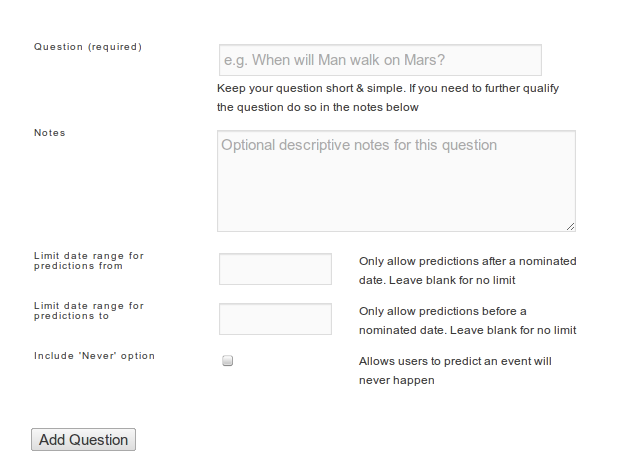 Question (required)
e.g. When will Man walk on Mars?
Keep your question short & simple. If you need to further qualify
the question do so in the notes below
Notes
Optional descriptive notes for this question
Limit date range for
predictions from
Only allow predictions after a nominated
date. Leave blank for no limit
Limit date range for
predictions to
Only allow predictions before a
nominated date. Leave blank for no limit
Include 'Never' option
Allows users to predict an event will
never happen
Add Question